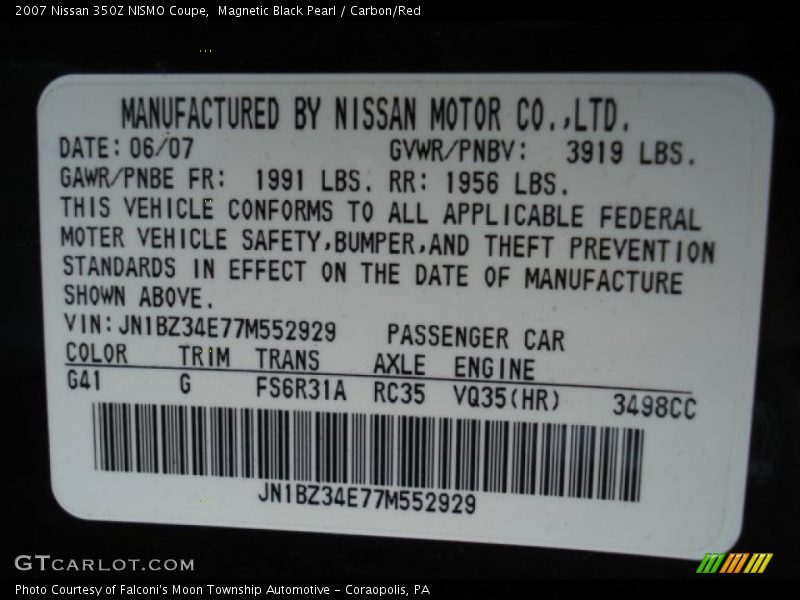 2007 Nissan 350Z NISMO Coupe,  Magnetic Black Pearl / Carbon/Red
MANUFACTURED BY NISSAN MOTOR CO.,LTD.
DATE: 06/07 GVWR/PNBV: 3919 LBS.
GAWR/PNBE FR: 1991 LBS. RR: 1956 LBS.
THIS VEHICLE CONFORMS TO ALL APPLICABLE FEDERAL
MOTER VEHICLE SAFETY,BUMPER,AND THEFT PREVENTION
STANDARDS IN EFFECT ON THE DATE OF MANUFACTURE
SHOWN ABOVE.
VIN: JN1BZ34E77M552929 PASSENGER CAR
COLOR TRIM TRANS AXLE ENGINE
G41 G FS6R31A RC35 VQ35(HR) 3498CC
JN1BZ34E77M552929
GTCARLOT.COM
Photo Courtesy of Falconi's Moon Township Automotive - Coraopolis, PA